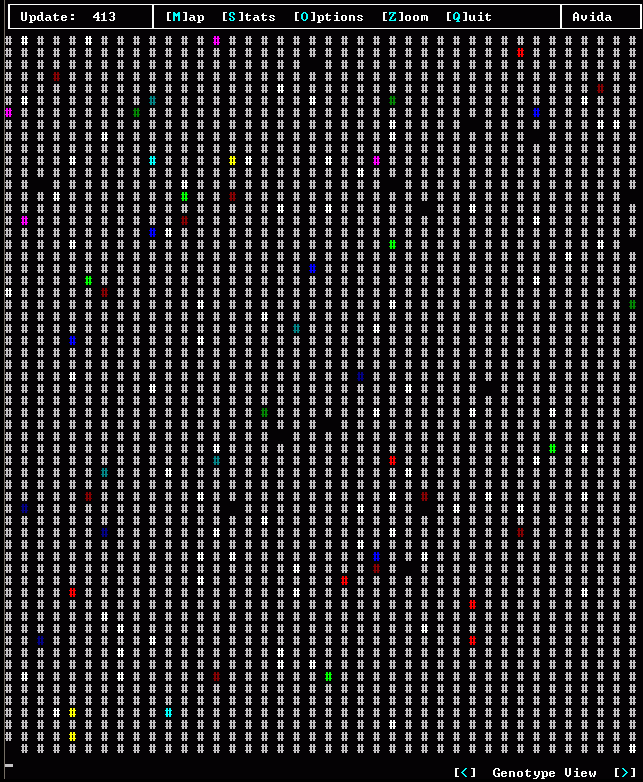 Update: 413 [M]ap [S]tats [O]ptions [Z]oom [Q]uit Avida
[<] Genotype View [>]